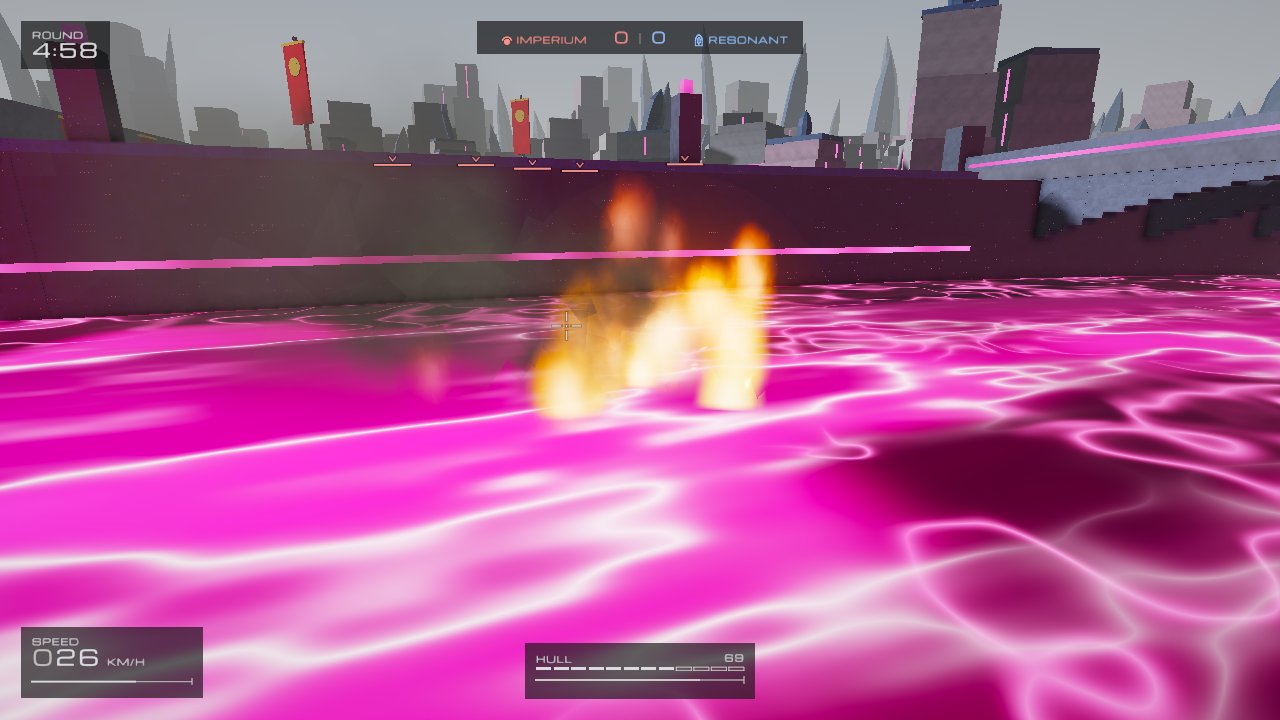 ROUND
4:58
IMPERIUM 0 | 0 RESONANT
SPEED
026 KM/H
HULL 69